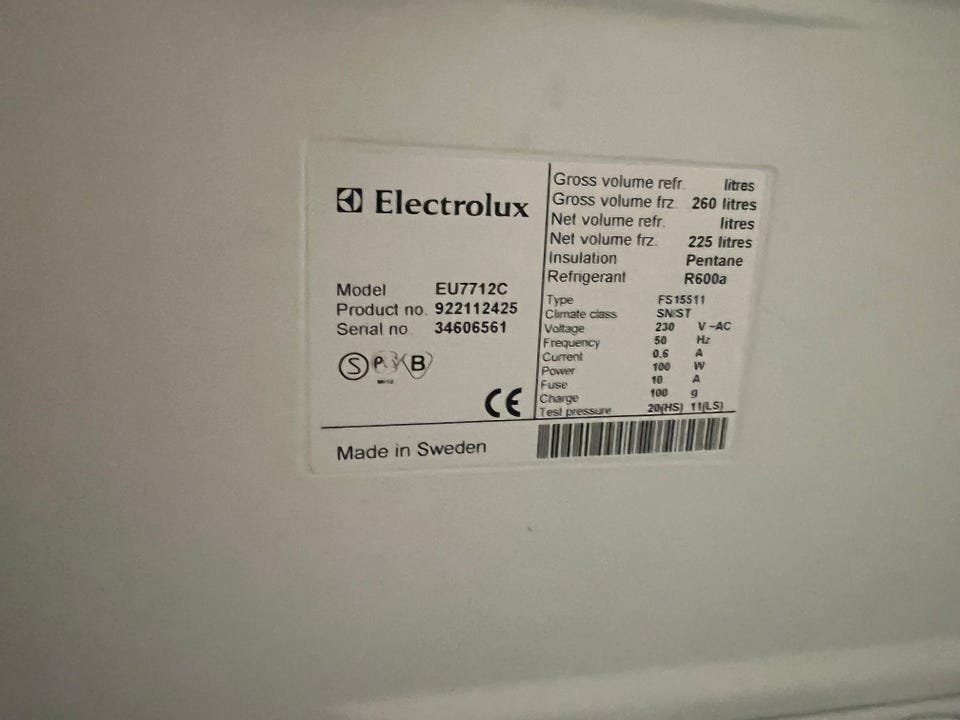 Electrolux
Model EU7712C
Product no. 922112425
Serial no 34606561
S B
CE
Made in Sweden
Gross volume refr. litres
Gross volume frz. 260 litres
Net volume refr. litres
Net volume frz. 225 litres
Insulation Pentane
Refrigerant R600a
Type FS15511
Climate class SN/ST
Voltage 230 V ~AC
Frequency 50 Hz
Current 0.6 A
Power 100 W
Fuse 10 A
Charge 100 g
Test pressure 20(HS) 11(LS)